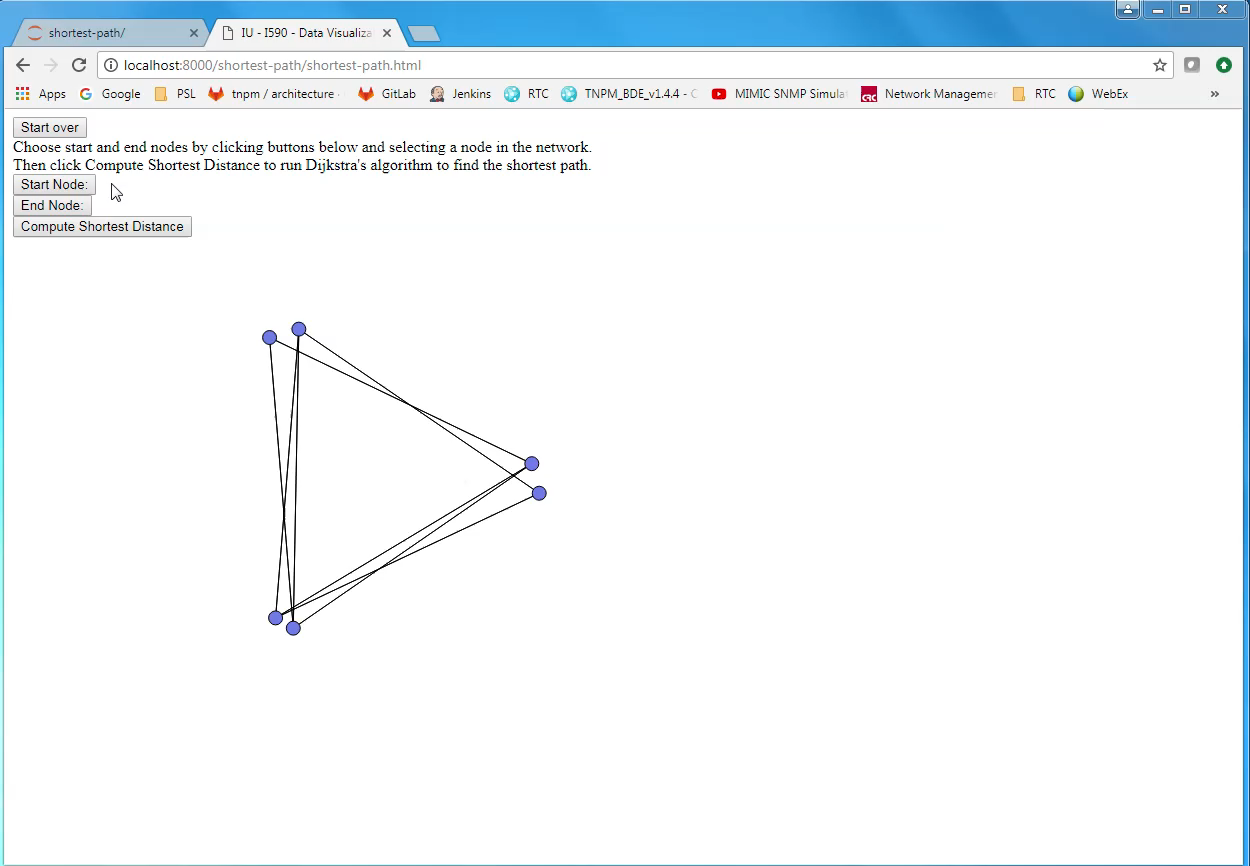 shortest-path/
IU - I590 - Data Visualiza
localhost:8000/shortest-path/shortest-path.html
Apps Google PSL tnpm / architecture GitLab Jenkins RTC TNPM_BDE_v1.4.4 - C MIMIC SNMP Simula Network Managemen RTC WebEx »
Start over
Choose start and end nodes by clicking buttons below and selecting a node in the network.
Then click Compute Shortest Distance to run Dijkstra's algorithm to find the shortest path.
Start Node:
End Node:
Compute Shortest Distance